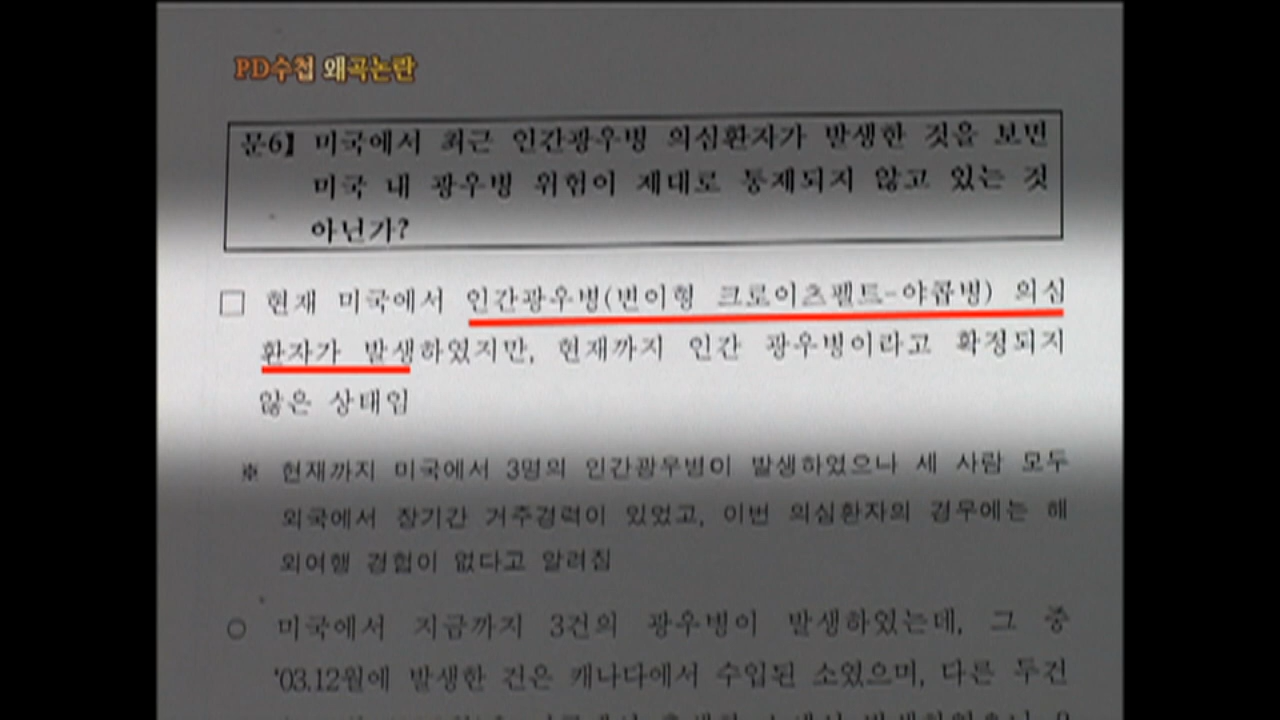 PD수첩 왜곡논란
문6】 미국에서 최근 인간광우병 의심환자가 발생한 것을 보면
미국 내 광우병 위험이 제대로 통제되지 않고 있는 것
아닌가?
□ 현재 미국에서 인간광우병(변이형 크로이츠펠트-야콥병) 의심
환자가 발생하였지만, 현재까지 인간 광우병이라고 확정되지
않은 상태임
※ 현재까지 미국에서 3명의 인간광우병이 발생하였으나 세 사람 모두
외국에서 장기간 거주경력이 있었고, 이번 의심환자의 경우에는 해
외여행 경험이 없다고 알려짐
○ 미국에서 지금까지 3건의 광우병이 발생하였는데, 그 중
'03.12월에 발생한 건은 캐나다에서 수입된 소였으며, 다른 두건